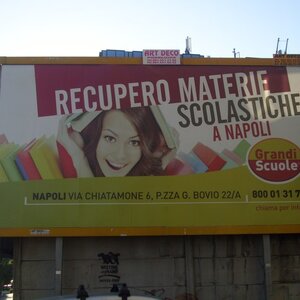 ART DECO
RECUPERO MATERIE
SCOLASTICHE
A NAPOLI
Grandi
Scuole
NAPOLI VIA CHIATAMONE 6, P.ZZA G. BOVIO 22/A
800 01 31 7
chiama per